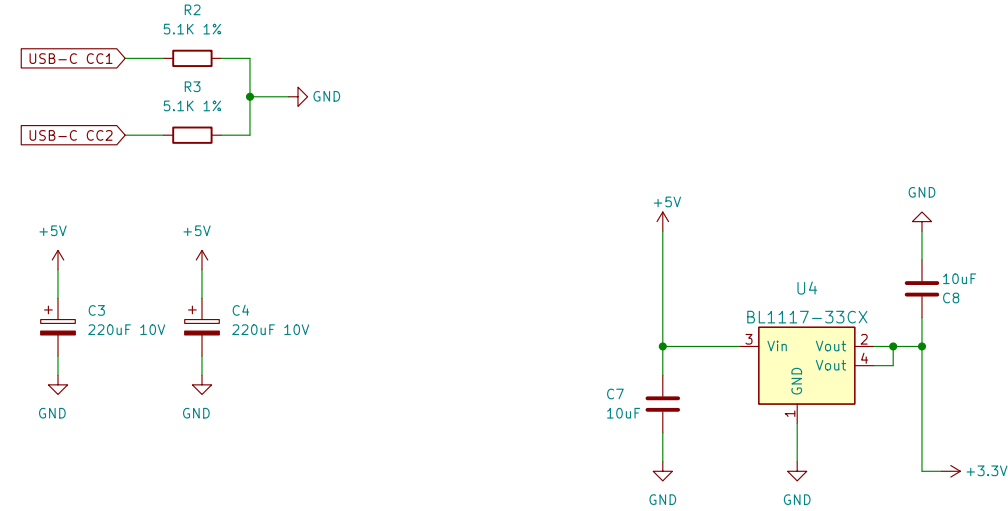 R2
5.1K 1%
USB-C CC1
R3
5.1K 1%
GND
USB-C CC2
+5V
+
C3
220uF 10V
GND
+5V
+
C4
220uF 10V
GND
+5V
C7
10uF
GND
U4
BL1117-33CX
3
Vin
Vout
2
Vout
4
GND
1
GND
GND
10uF
C8
+3.3V